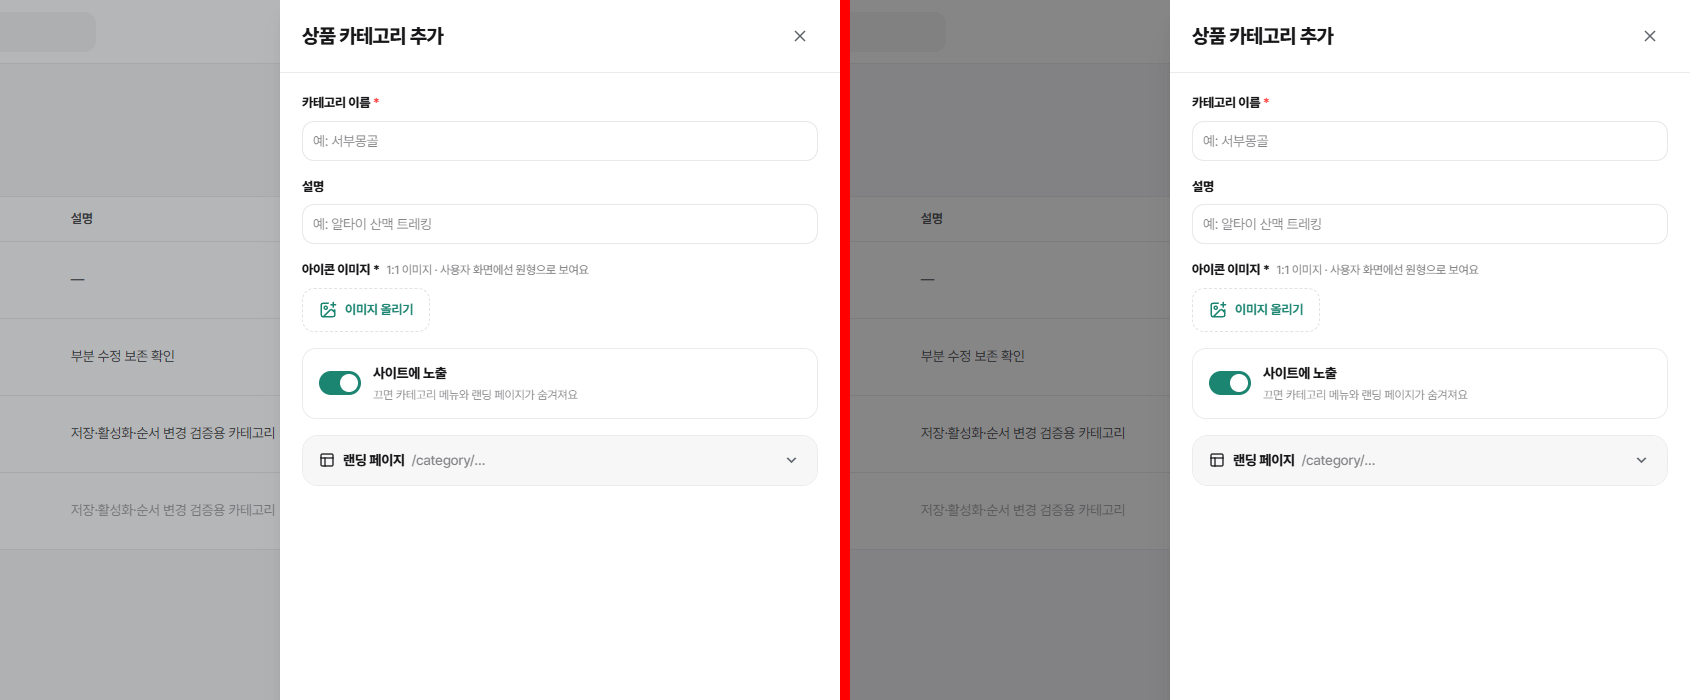 상품 카테고리 추가
카테고리 이름 *
예: 서부몽골
설명
예: 알타이 산맥 트레킹
아이콘 이미지 * 1:1 이미지 · 사용자 화면에선 원형으로 보여요
이미지 올리기
사이트에 노출
끄면 카테고리 메뉴와 랜딩 페이지가 숨겨져요
랜딩 페이지 /category/...
설명
—
부분 수정 보존 확인
저장·활성화·순서 변경 검증용 카테고리
저장·활성화·순서 변경 검증용 카테고리
상품 카테고리 추가
카테고리 이름 *
예: 서부몽골
설명
예: 알타이 산맥 트레킹
아이콘 이미지 * 1:1 이미지 · 사용자 화면에선 원형으로 보여요
이미지 올리기
사이트에 노출
끄면 카테고리 메뉴와 랜딩 페이지가 숨겨져요
랜딩 페이지 /category/...
설명
—
부분 수정 보존 확인
저장·활성화·순서 변경 검증용 카테고리
저장·활성화·순서 변경 검증용 카테고리